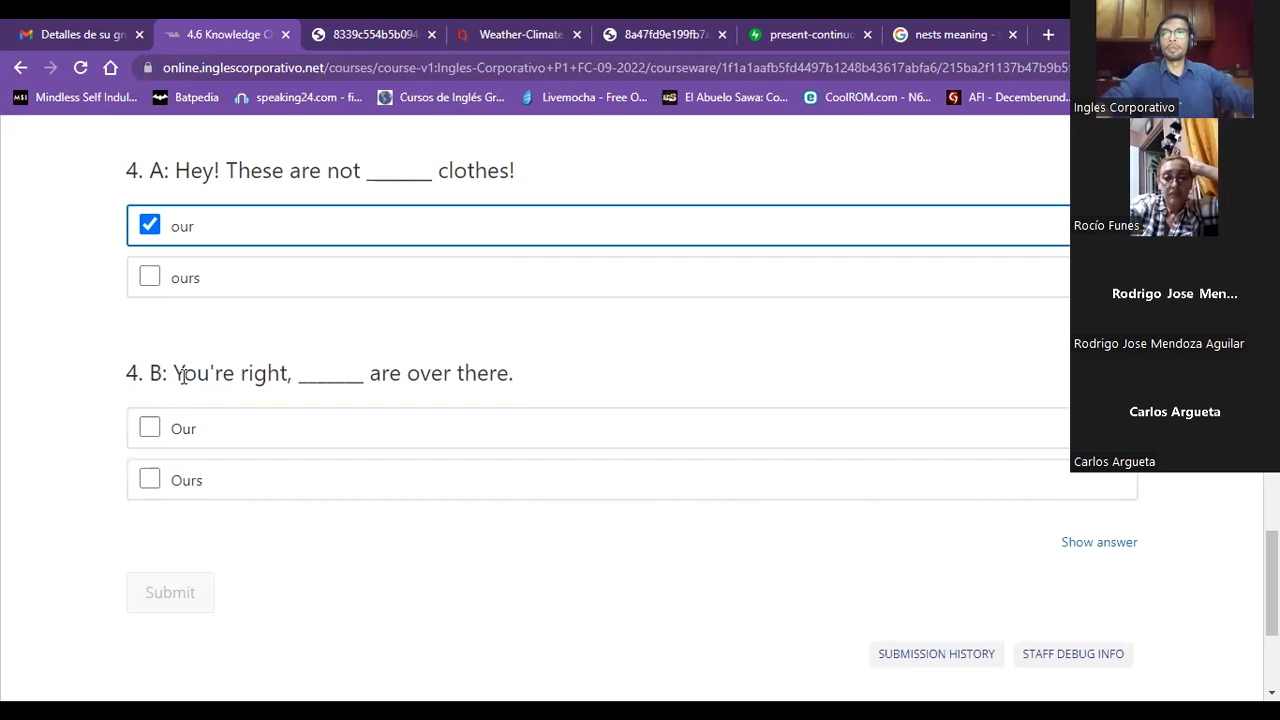 Detalles de su gr
4.6 Knowledge C
8339c554b5b094
Weather-Climate
8a47fd9e199fb7a
present-continuo
nests meaning -
online.inglescorporativo.net/courses/course-v1:Ingles-Corporativo+P1+FC-09-2022/courseware/1f1a1aafb5fd4497b1248b43617abfa6/215ba2f1137b47b9b5
Mindless Self Indul...
Batpedia
speaking24.com - fi...
Cursos de Inglés Gr...
Livemocha - Free O...
El Abuelo Sawa: Co...
CoolROM.com - N6...
AFI - Decemberund...
4. A: Hey! These are not _______ clothes!
our
ours
4. B: You're right, _______ are over there.
Our
Ours
Show answer
Submit
SUBMISSION HISTORY
STAFF DEBUG INFO
Ingles Corporativo
Rocío Funes
Rodrigo Jose Men...
Rodrigo Jose Mendoza Aguilar
Carlos Argueta
Carlos Argueta